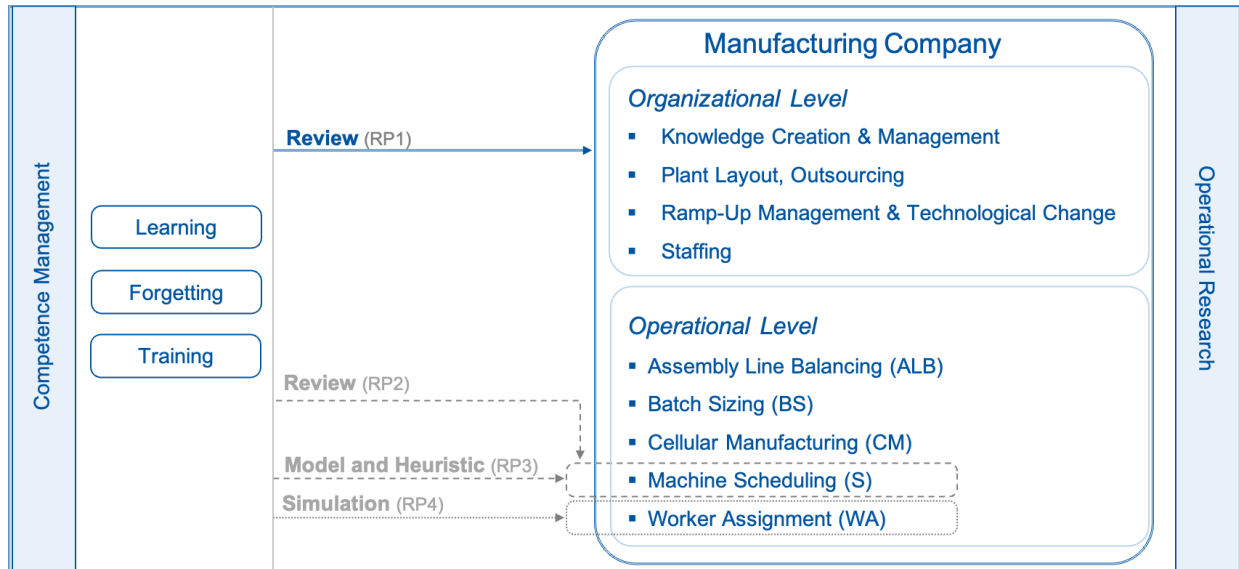 Competence Management
Learning
Forgetting
Training
Review (RP1)
Review (RP2)
Model and Heuristic (RP3)
Simulation (RP4)
Manufacturing Company
Organizational Level
▪ Knowledge Creation & Management
▪ Plant Layout, Outsourcing
▪ Ramp-Up Management & Technological Change
▪ Staffing
Operational Level
▪ Assembly Line Balancing (ALB)
▪ Batch Sizing (BS)
▪ Cellular Manufacturing (CM)
▪ Machine Scheduling (S)
▪ Worker Assignment (WA)
Operational Research